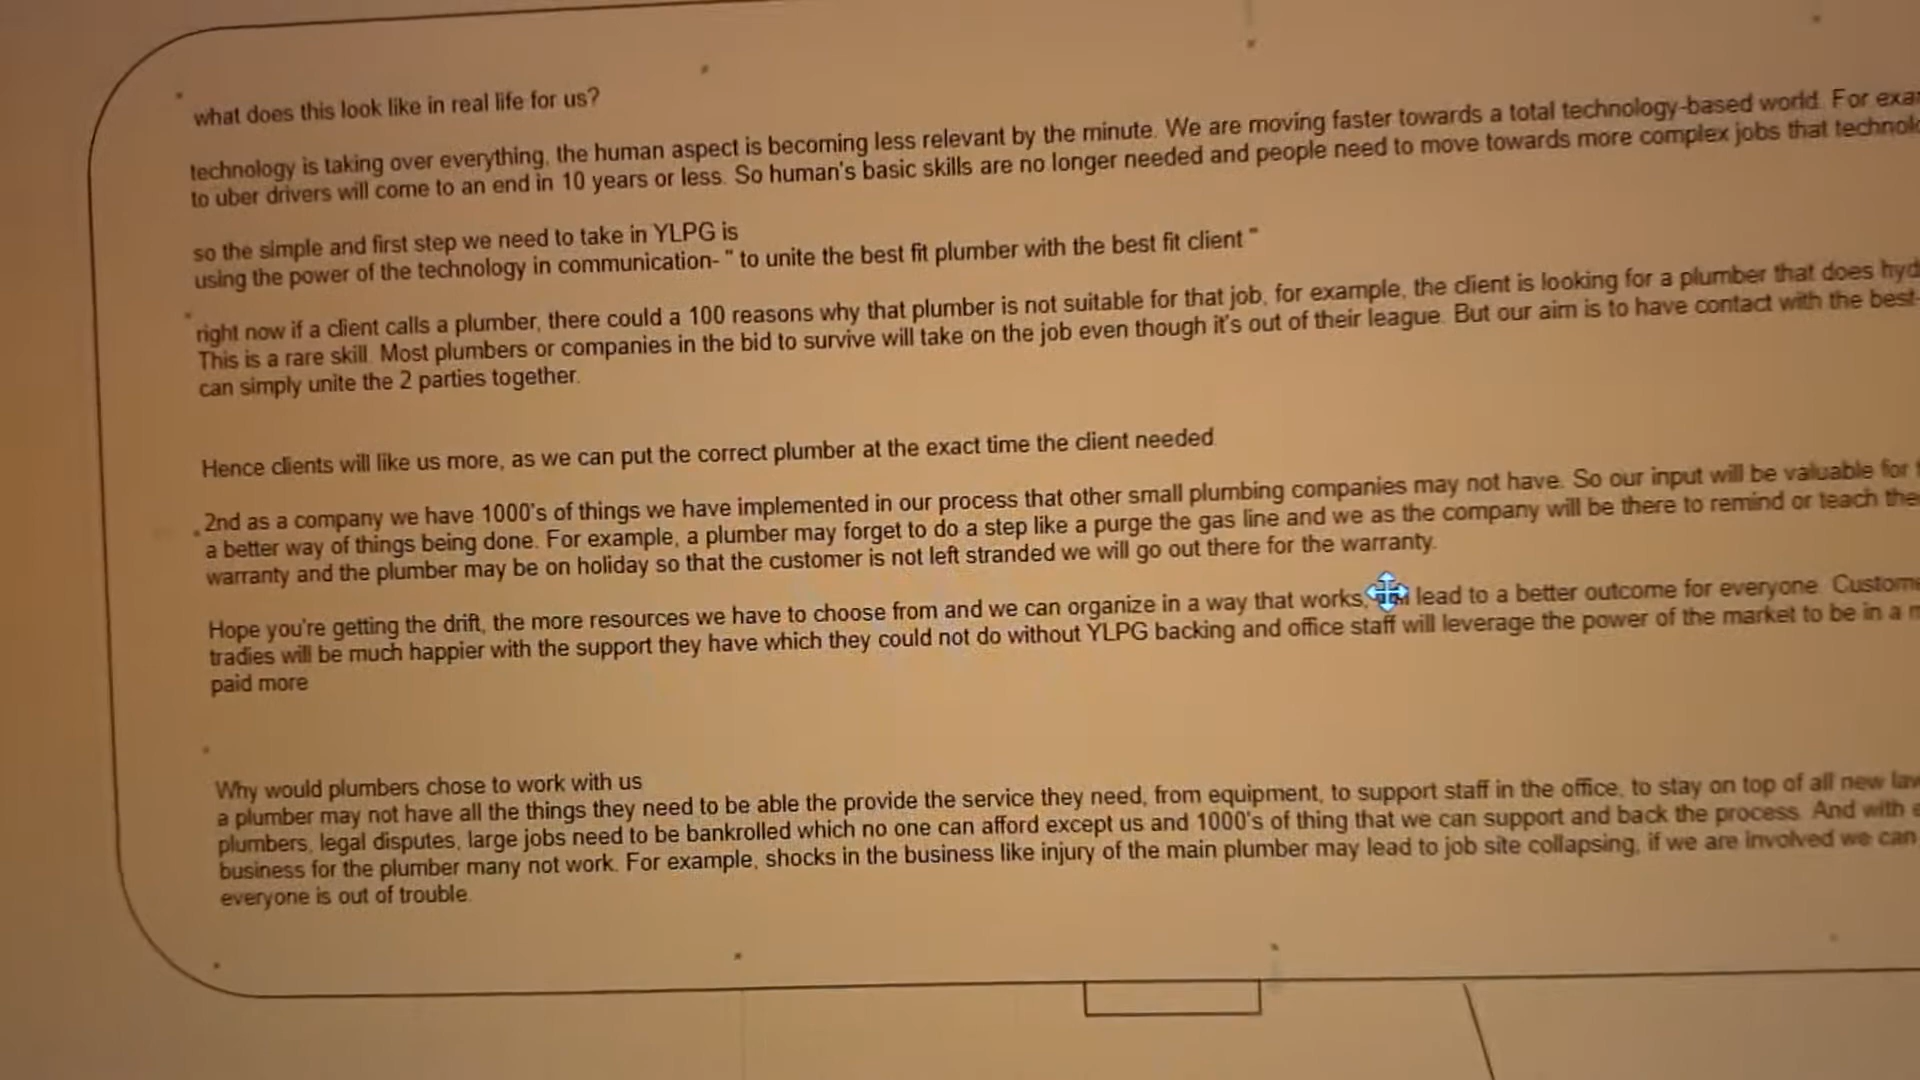 what does this look like in real life for us?
technology is taking over everything, the human aspect is becoming less relevant by the minute. We are moving faster towards a total technology-based world. For
to uber drivers will come to an end in 10 years or less. So human's basic skills are no longer needed and people need to move towards more complex jobs that
so the simple and first step we need to take in YLPG is
using the power of the technology in communication- " to unite the best fit plumber with the best fit client "
right now if a client calls a plumber, there could a 100 reasons why that plumber is not suitable for that job, for example, the client is looking for a plumber that does
This is a rare skill. Most plumbers or companies in the bid to survive will take on the job even though it's out of their league. But our aim is to have contact with the best-
can simply unite the 2 parties together.
Hence clients will like us more, as we can put the correct plumber at the exact time the client needed.
2nd as a company we have 1000's of things we have implemented in our process that other small plumbing companies may not have. So our input will be valuable for
a better way of things being done. For example, a plumber may forget to do a step like a purge the gas line and we as the company will be there to remind or teach
warranty and the plumber may be on holiday so that the customer is not left stranded we will go out there for the warranty.
Hope you're getting the drift, the more resources we have to choose from and we can organize in a way that works, lead to a better outcome for everyone.
tradies will be much happier with the support they have which they could not do without YLPG backing and office staff will leverage the power of the market to be in a
paid more
Why would plumbers chose to work with us
a plumber may not have all the things they need to be able the provide the service they need, from equipment, to support staff in the office, to stay on top of all new
plumbers, legal disputes, large jobs need to be bankrolled which no one can afford except us and 1000's of thing that we can support and back the process. And with
business for the plumber many not work. For example, shocks in the business like injury of the main plumber may lead to job site collapsing, if we are involved we can
everyone is out of trouble.